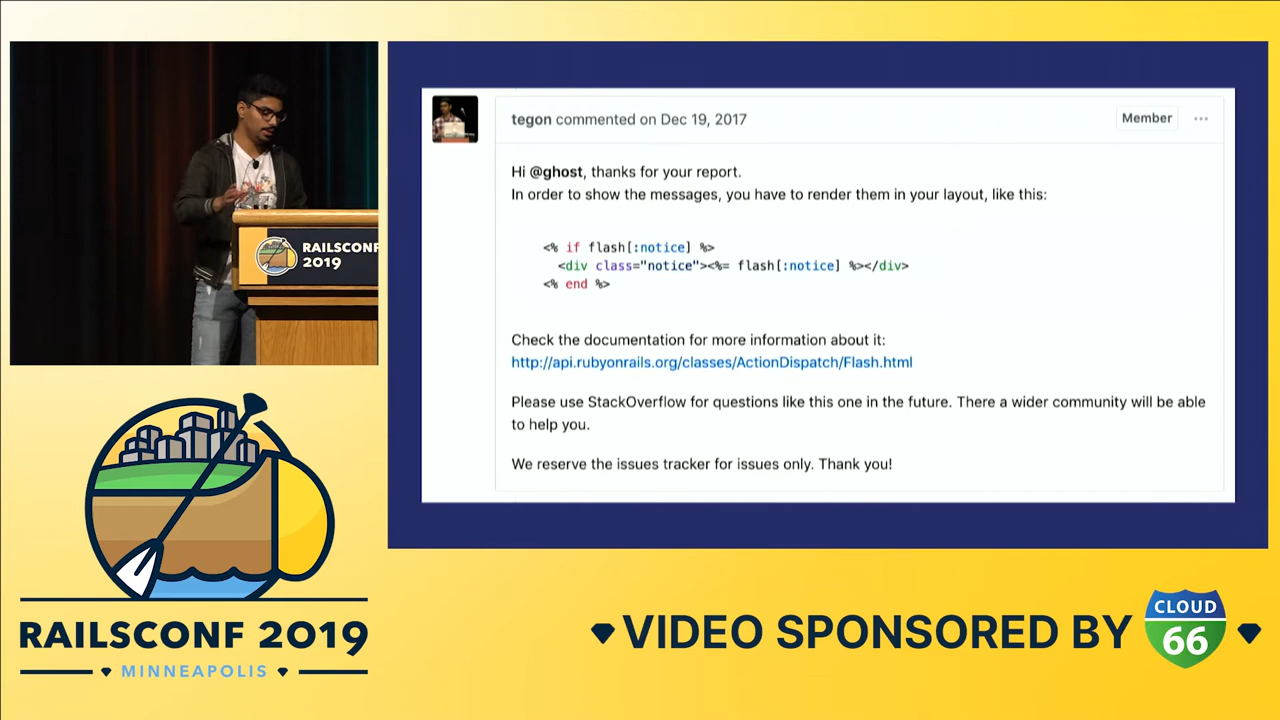 RAILSCONF
2019
tegon commented on Dec 19, 2017
Member
Hi @ghost, thanks for your report.
In order to show the messages, you have to render them in your layout, like this:
<% if flash[:notice] %>
<div class="notice"><%= flash[:notice] %></div>
<% end %>
Check the documentation for more information about it:
http://api.rubyonrails.org/classes/ActionDispatch/Flash.html
Please use StackOverflow for questions like this one in the future. There a wider community will be able
to help you.
We reserve the issues tracker for issues only. Thank you!
RAILSCONF 2019
MINNEAPOLIS
VIDEO SPONSORED BY
CLOUD
66